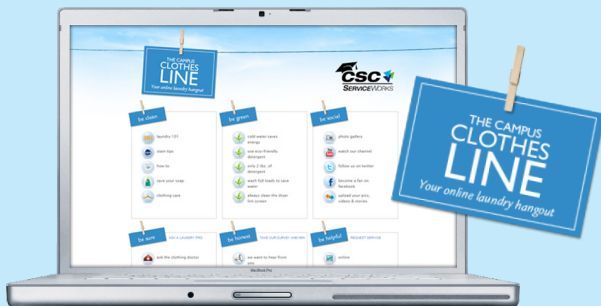 THE CAMPUS
CLOTHES
LINE
Your online laundry hangout
CSC
SERVICEWORKS
be clean
laundry 101
stain tips
how to
save your soap
clothing care
be green
cold water saves
energy
use eco-friendly
detergent
only 2 tbs. of
detergent
wash full loads to save
water
always clean the dryer
lint screen
be social
photo gallery
watch our channel
follow us on twitter
become a fan on
facebook
upload your pics,
videos & stories
be sure
ASK A LAUNDRY PRO
ask the clothing doctor
be honest
TAKE OUR SURVEY AND WIN
we want to hear from
you
be helpful
REQUEST SERVICE
online
MacBook Pro
THE CAMPUS
CLOTHES
LINE
Your online laundry hangout